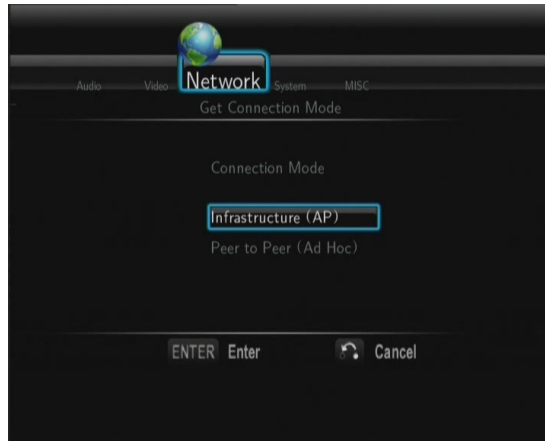 Audio Video Network System MISC
Get Connection Mode
Connection Mode
Infrastructure (AP)
Peer to Peer (Ad Hoc)
ENTER Enter Cancel